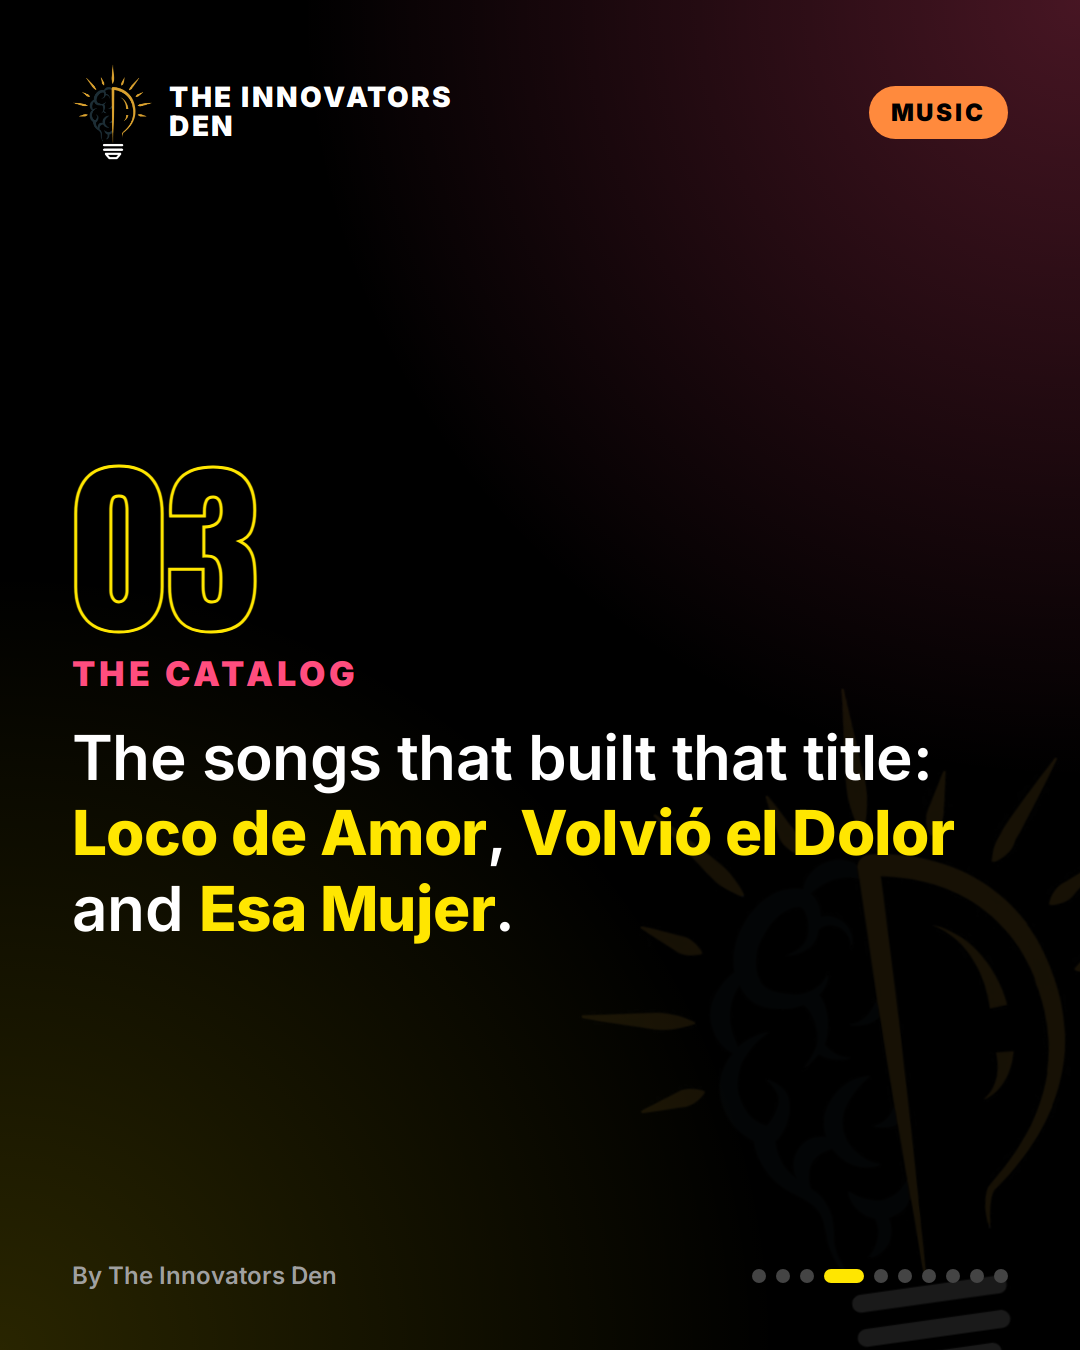 THE INNOVATORS
DEN
MUSIC
03
THE CATALOG
The songs that built that title:
Loco de Amor, Volvió el Dolor
and Esa Mujer.
By The Innovators Den